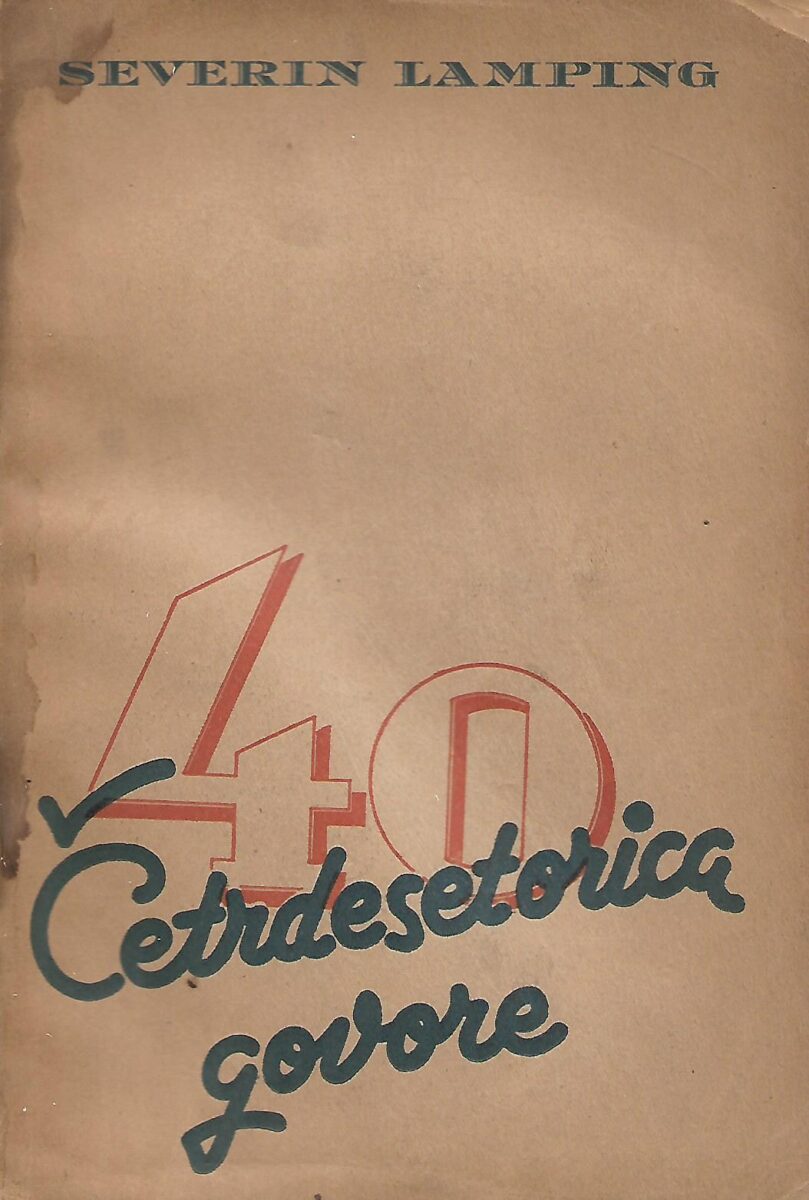 SEVERIN LAMPING
40
Četrdesetorica
govore